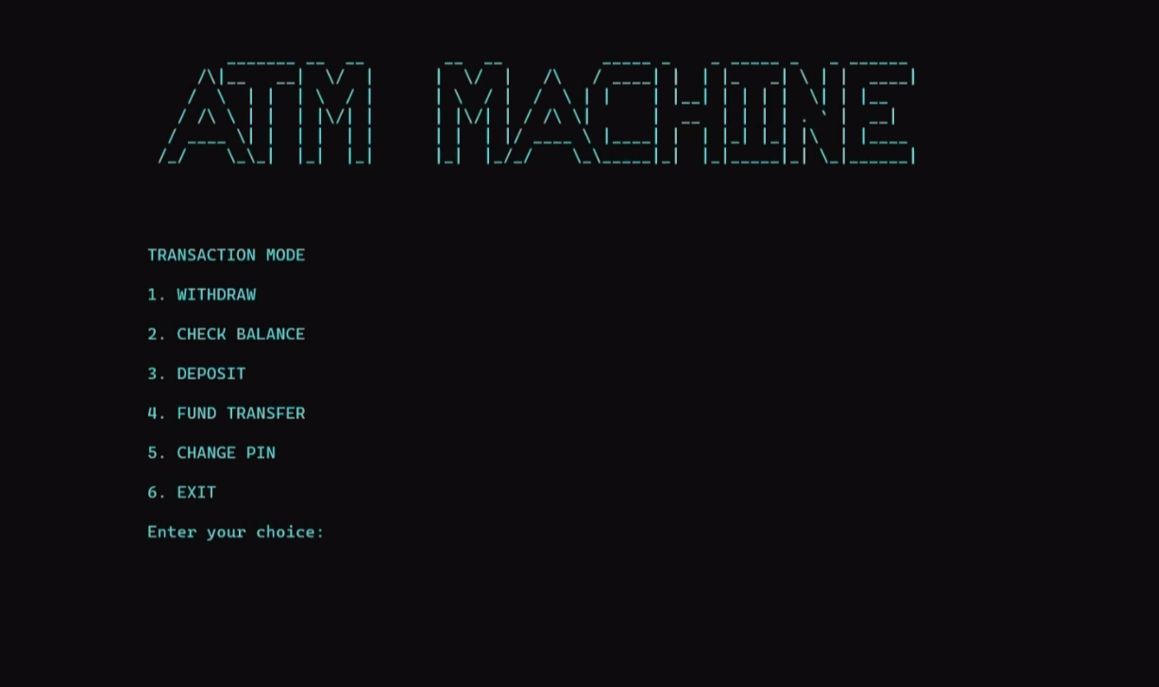 ATM MACHINE
TRANSACTION MODE
1. WITHDRAW
2. CHECK BALANCE
3. DEPOSIT
4. FUND TRANSFER
5. CHANGE PIN
6. EXIT
Enter your choice: